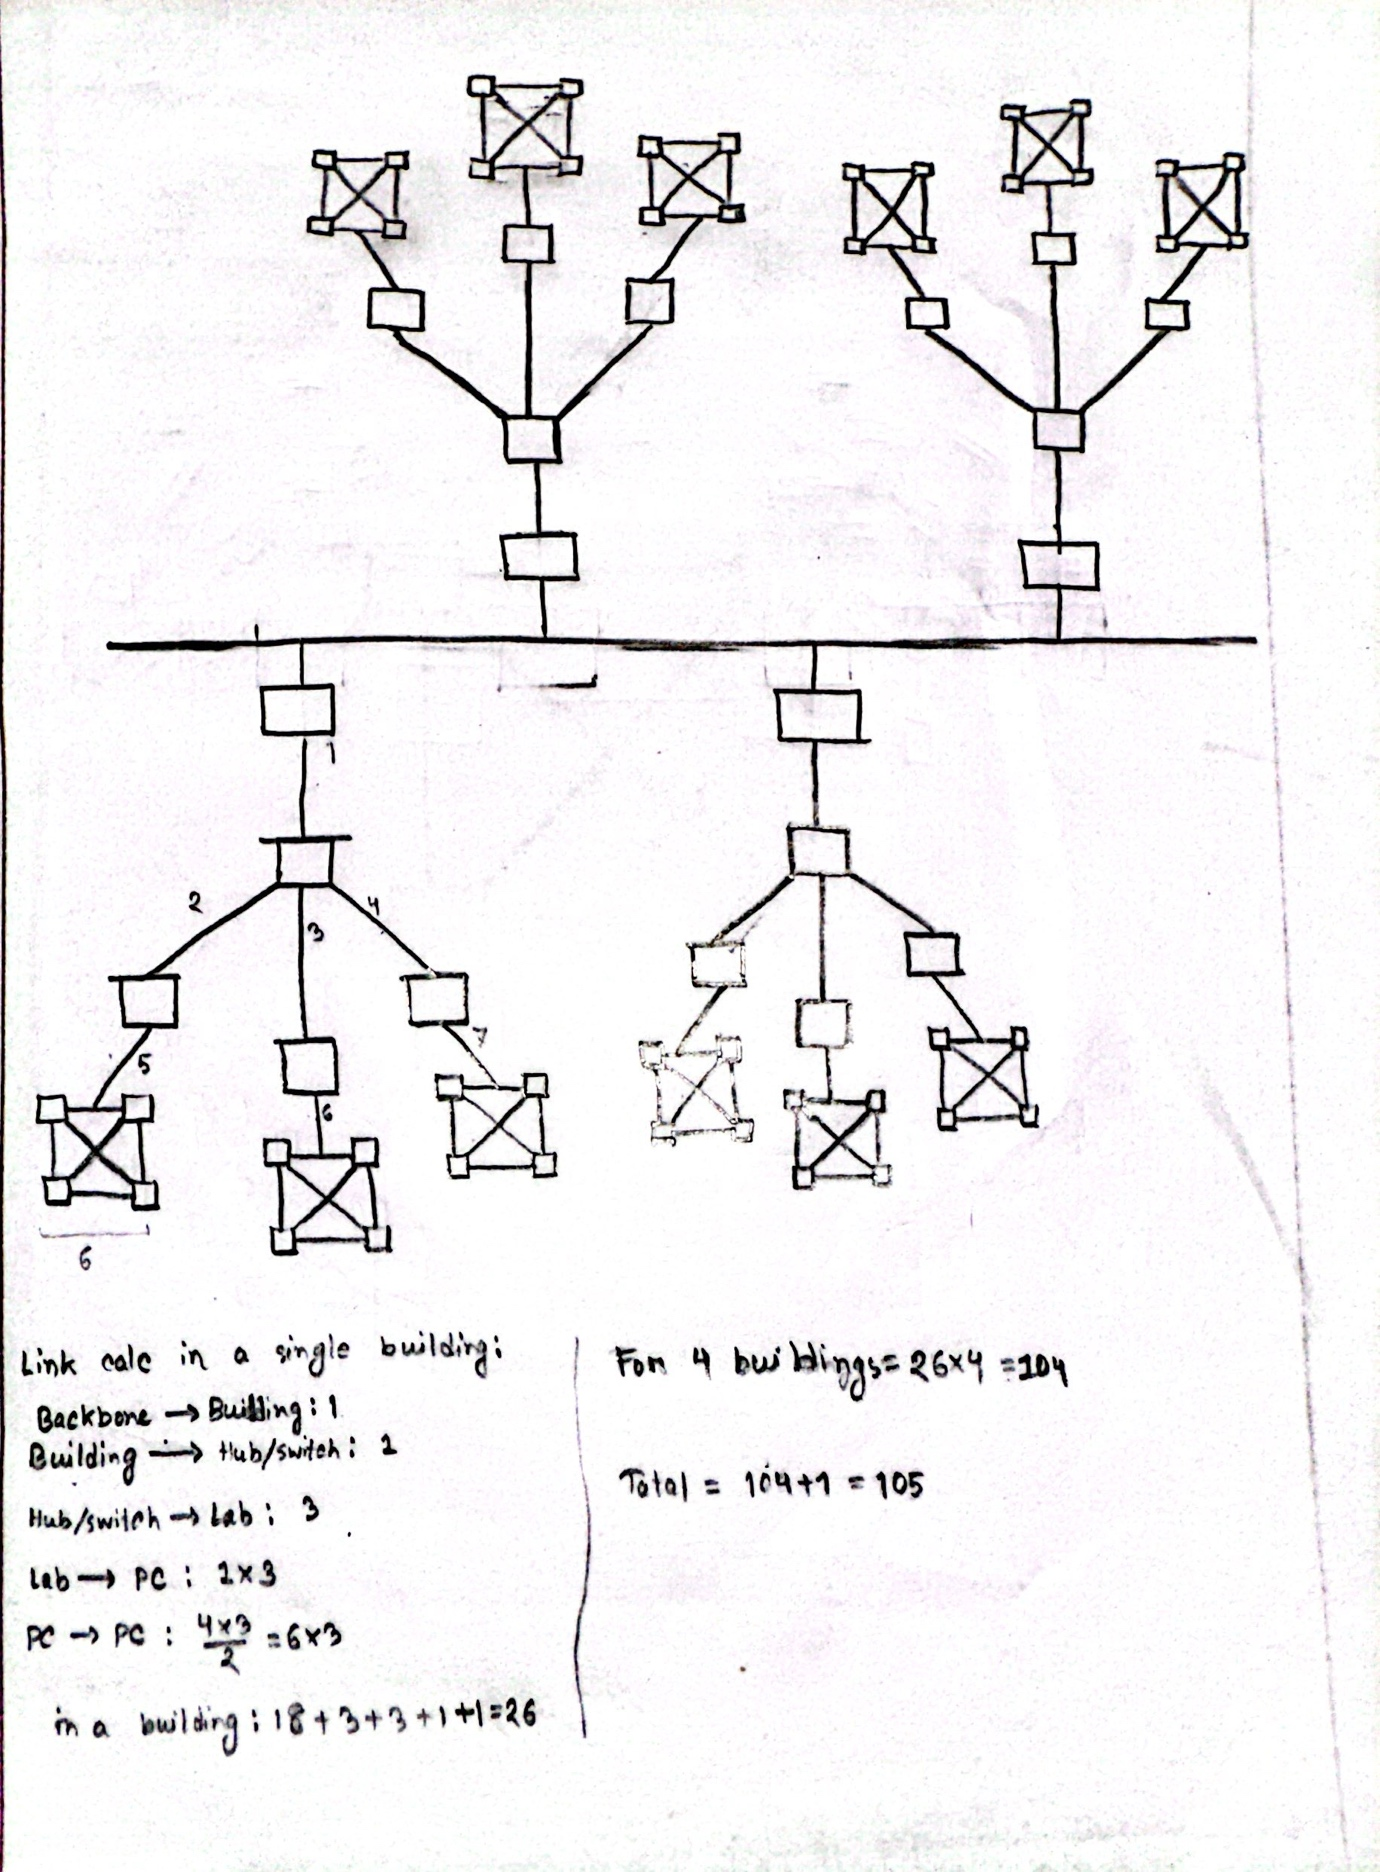 1
2
4
3
5
7
6
6
Link calc in a single building:
Backbone → Building: 1
Building → Hub/switch: 1
Hub/switch → Lab: 3
Lab → PC: 1×3
PC → PC: 4×3/2 = 6×3
in a building: 18+3+3+1+1=26
For 4 buildings= 26×4 =104
Total = 104+1 = 105